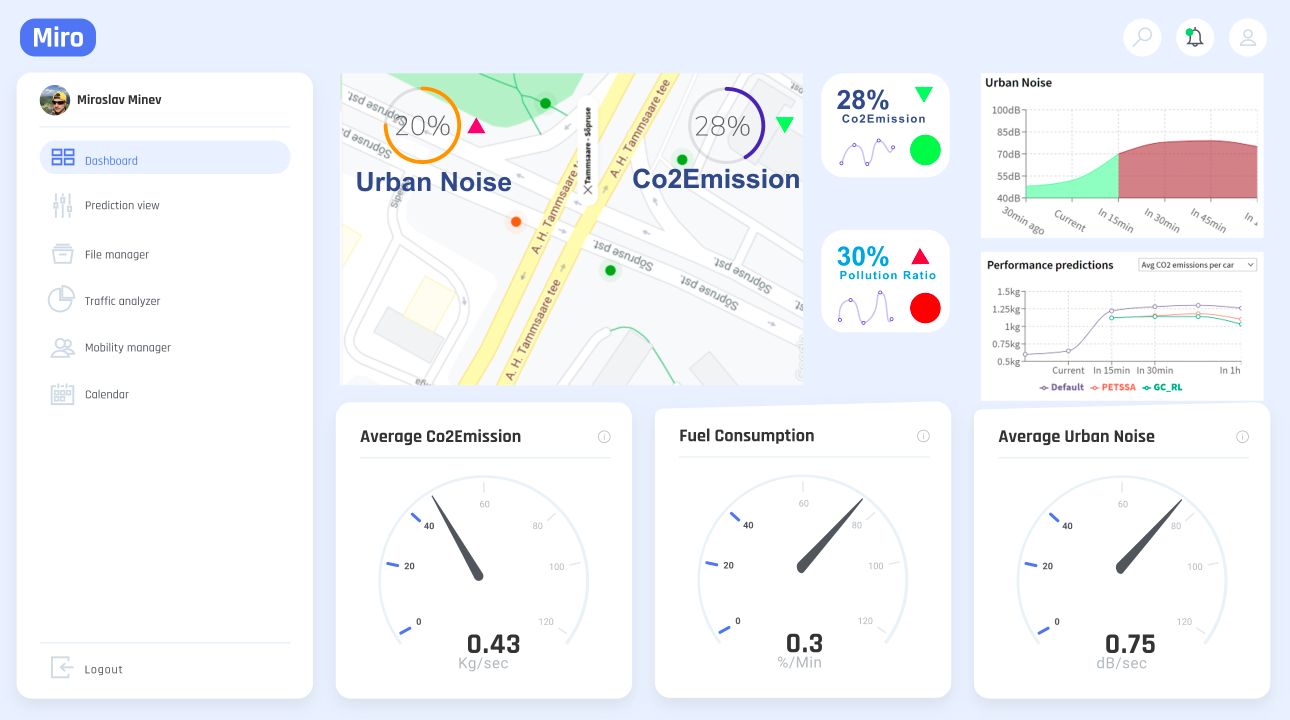 Miro
Miroslav Minev
Dashboard
Prediction view
File manager
Traffic analyzer
Mobility manager
Calendar
Logout
20%
Urban Noise
28%
Co2Emission
Tammsaare - Sõpruse
A. H. Tammsaare tee
A. H. Tammsaare tee
A. H. Tammsaare t
A. H. Tammsaare tee
Sõpruse pst.
Sõpruse pst.
Sõpruse pst.
Sõpruse pst.
28%
Co2Emission
30%
Pollution Ratio
Urban Noise
100dB
85dB
70dB
55dB
40dB
30min ago
Current
In 15min
In 30min
In 45min
In
Performance predictions
Avg CO2 emissions per car
1.5kg
1.25kg
1kg
0.75kg
0.5kg
Current
In 15min
In 30min
In 1h
Default
PETSSA
GC_RL
Average Co2Emission
0
20
40
60
80
100
120
0.43
Kg/sec
Fuel Consumption
0
20
40
60
80
100
120
0.3
%/Min
Average Urban Noise
0
20
40
60
80
100
120
0.75
dB/sec